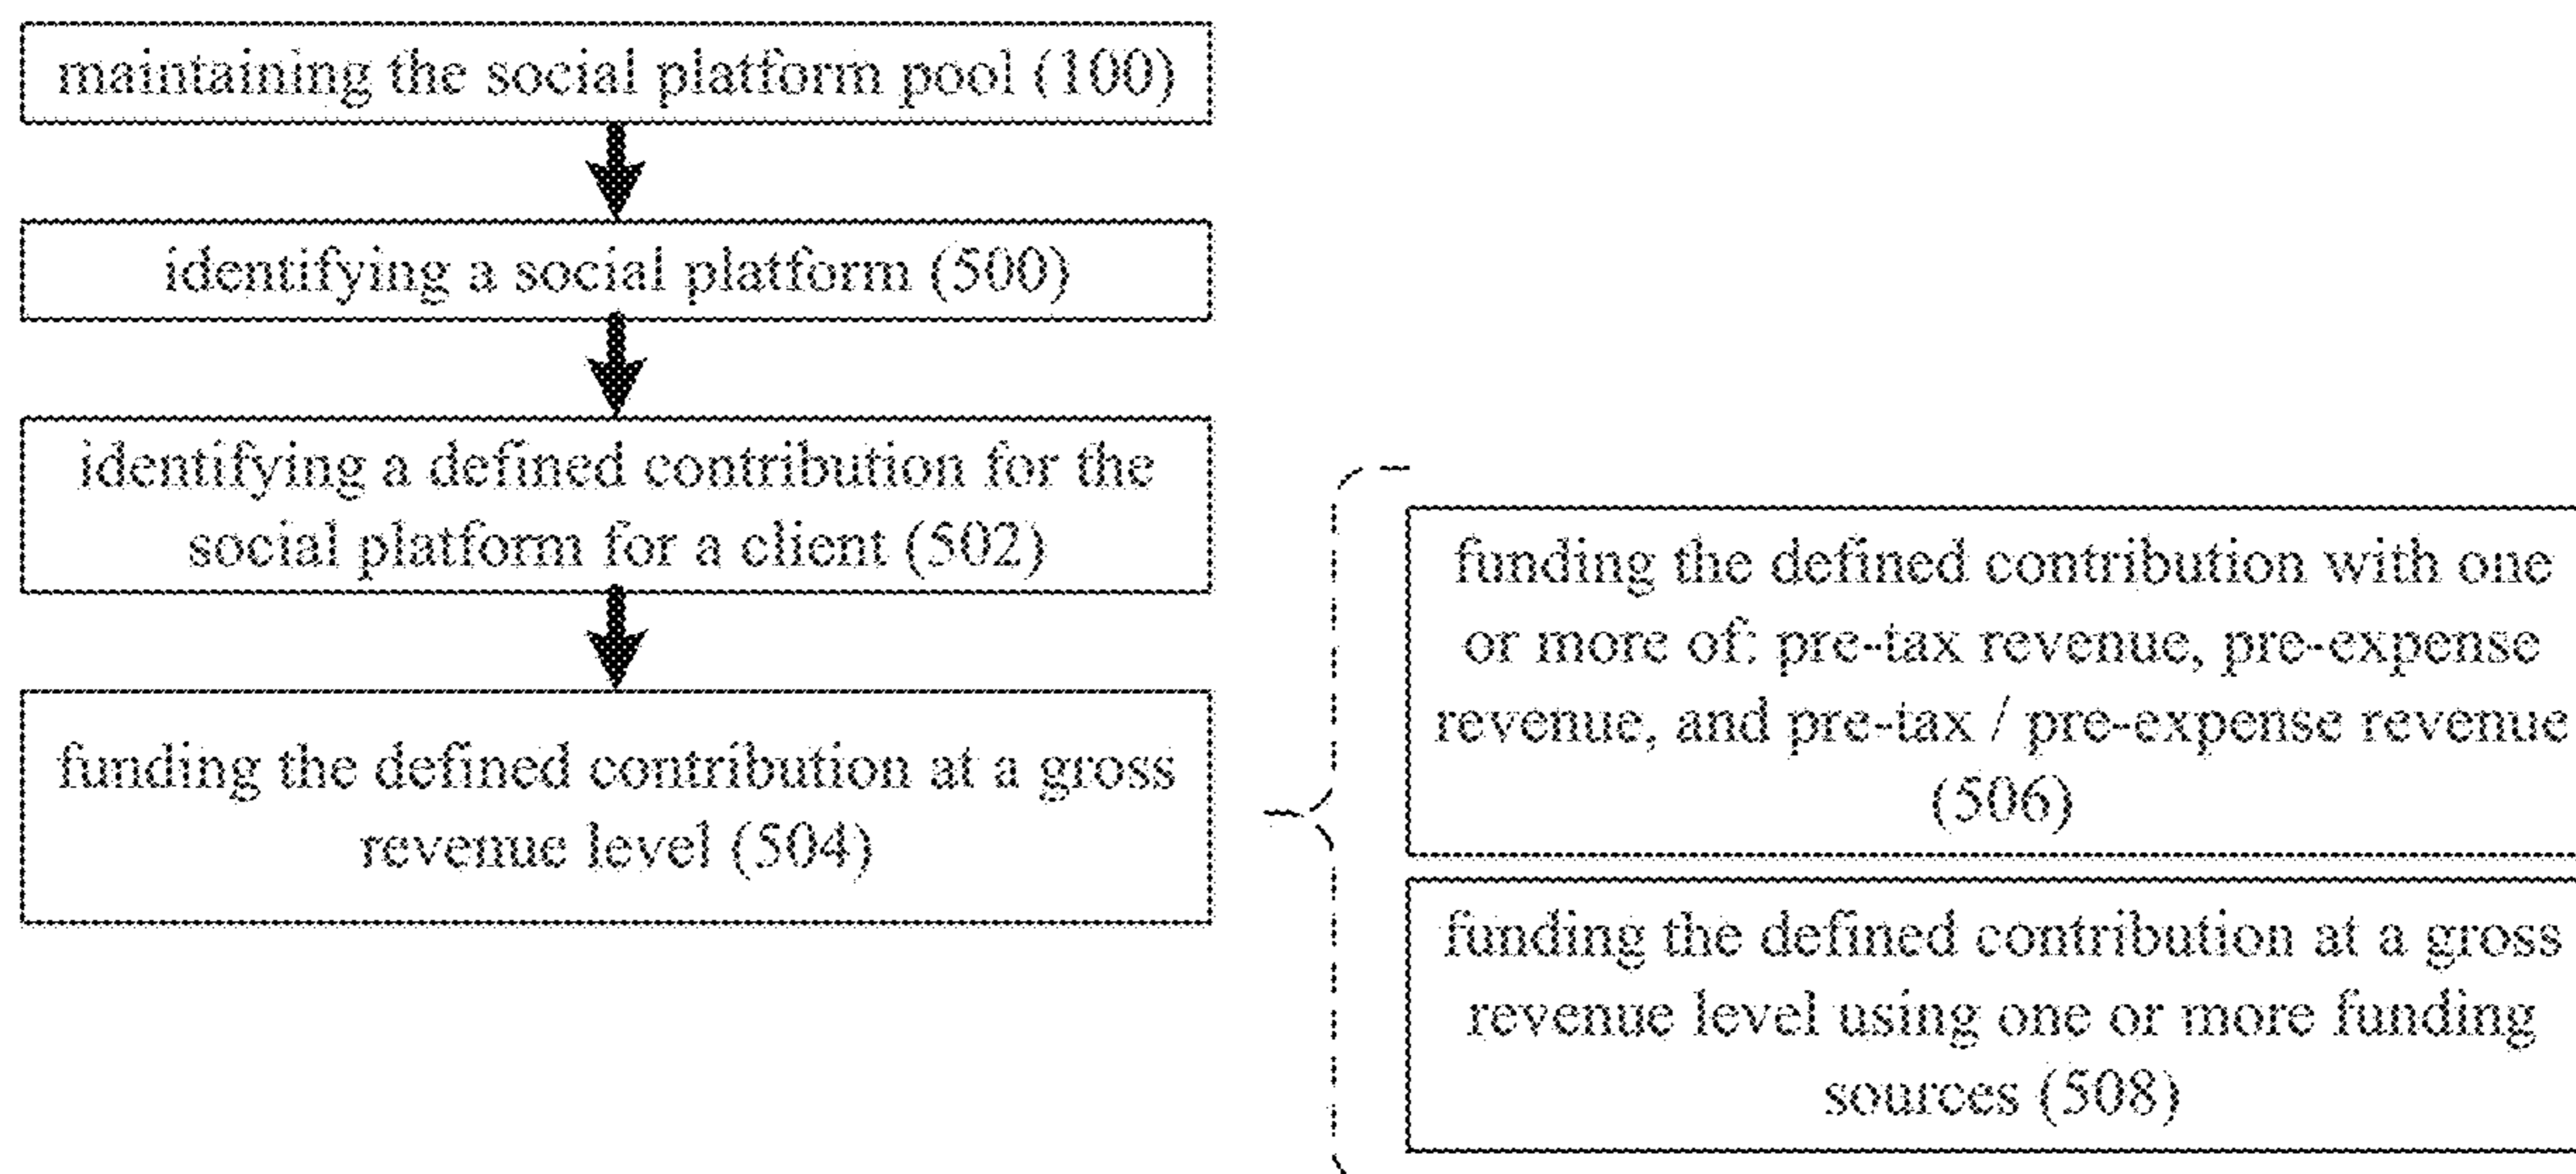 maintaining the social platform pool (100)
identifying a social platform (500)
identifying a defined contribution for the
social platform for a client (502)
funding the defined contribution at a gross
revenue level (504)
funding the defined contribution with one
or more of: pre-tax revenue, pre-expense
revenue, and pre-tax / pre-expense revenue
(506)
funding the defined contribution at a gross
revenue level using one or more funding
sources (508)